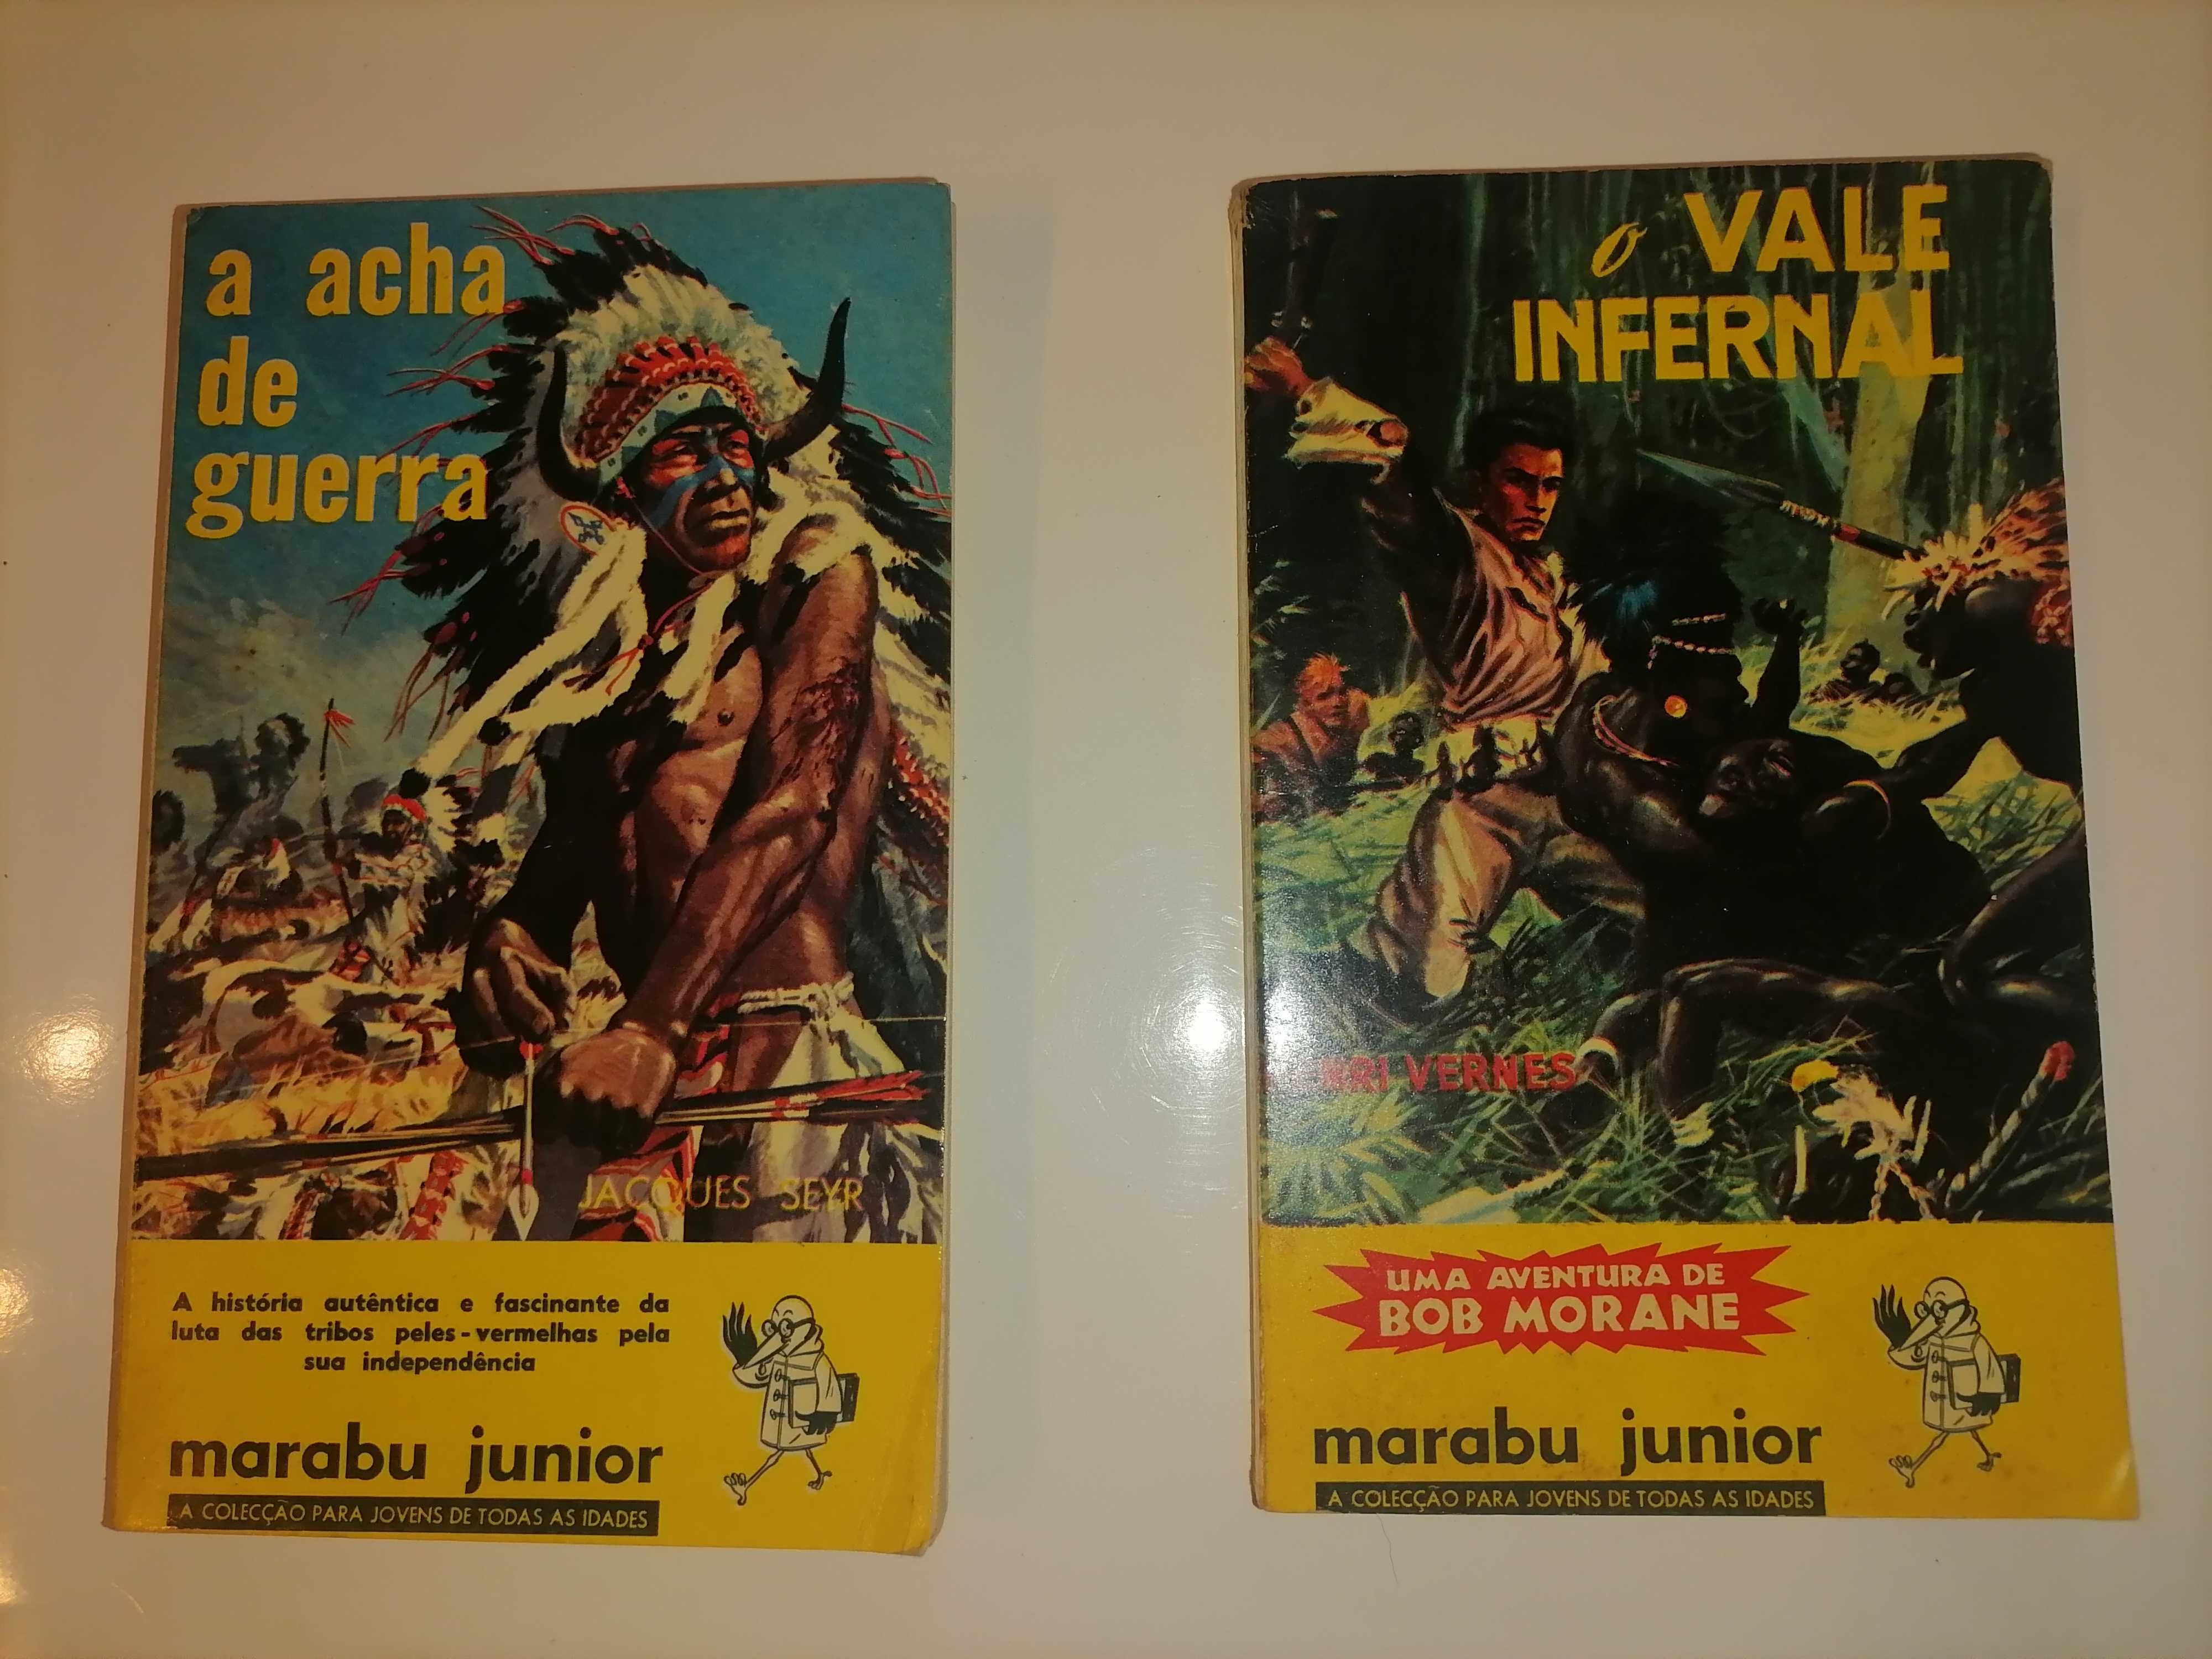 a acha
de
guerra
JACQUES SEYR
A história autêntica e fascinante da
luta das tribos peles-vermelhas pela
sua independência
marabu junior
A COLECÇÃO PARA JOVENS DE TODAS AS IDADES
o VALE
INFERNAL
VERNES
UMA AVENTURA DE
BOB MORANE
marabu junior
A COLECÇÃO PARA JOVENS DE TODAS AS IDADES